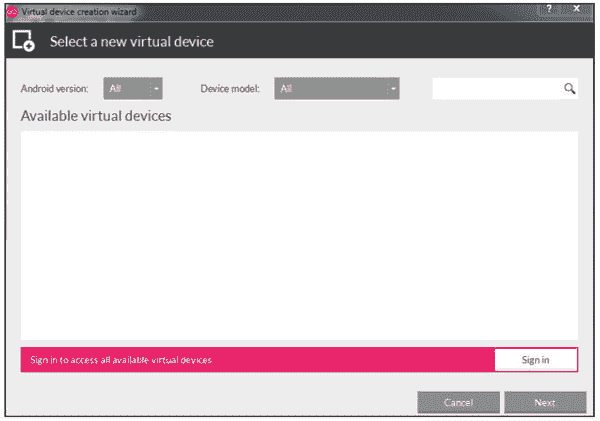 Virtual device creation wizard
? X
Select a new virtual device
Android version: All Device model: All
Available virtual devices
Sign in to access all available virtual devices Sign in
Cancel Next